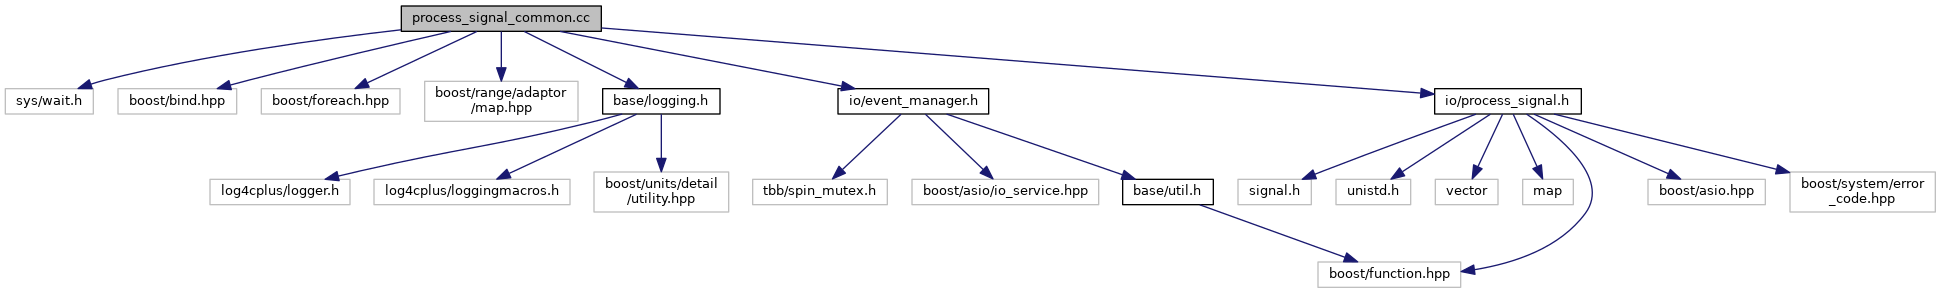 process_signal_common.cc
sys/wait.h
boost/bind.hpp
boost/foreach.hpp
boost/range/adaptor
/map.hpp
base/logging.h
io/event_manager.h
io/process_signal.h
log4cplus/logger.h
log4cplus/loggingmacros.h
boost/units/detail
/utility.hpp
tbb/spin_mutex.h
boost/asio/io_service.hpp
base/util.h
signal.h
unistd.h
vector
map
boost/asio.hpp
boost/system/error
_code.hpp
boost/function.hpp